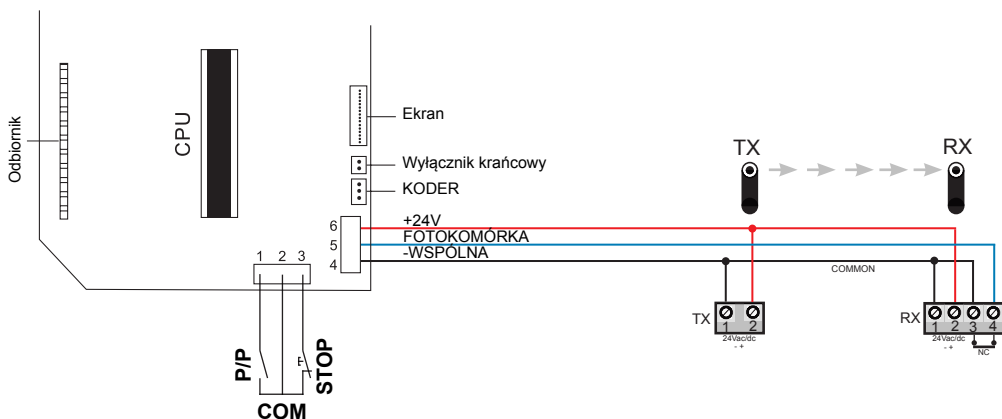 Odbiornik
CPU
Ekran
Wyłącznik krańcowy
KODER
6
+24V
5
FOTOKOMÓRKA
4
-WSPÓLNA
1 2 3
P/P
STOP
COM
TX
RX
COMMON
TX
1 2
24Vac/dc
- +
RX
1 2 3 4
24Vac/dc
- +
NC